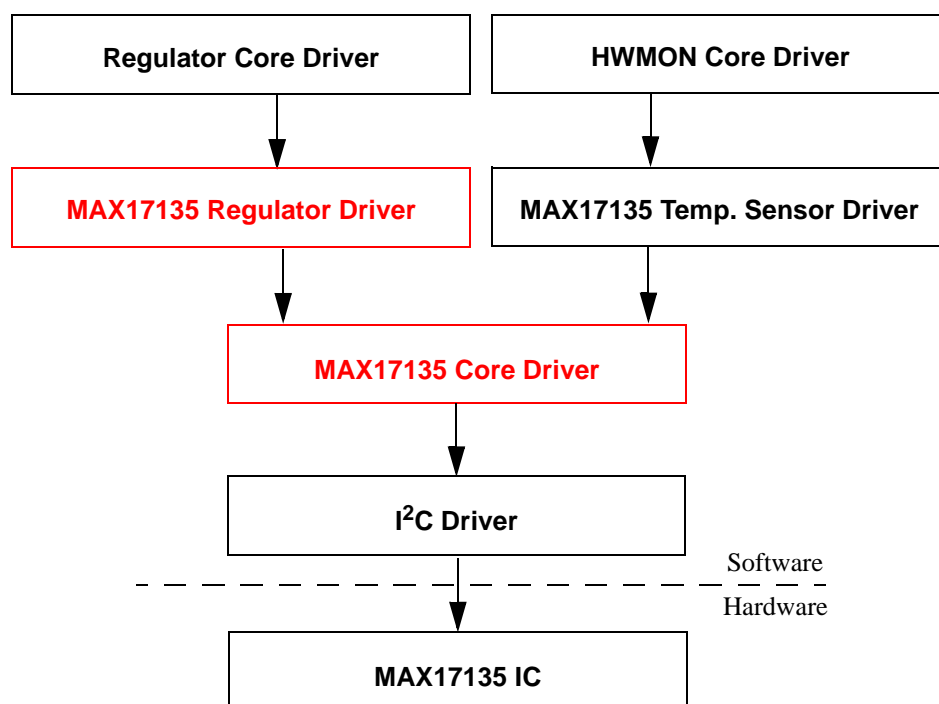 Regulator Core Driver
HWMON Core Driver
MAX17135 Regulator Driver
MAX17135 Temp. Sensor Driver
MAX17135 Core Driver
I²C Driver
Software
Hardware
MAX17135 IC